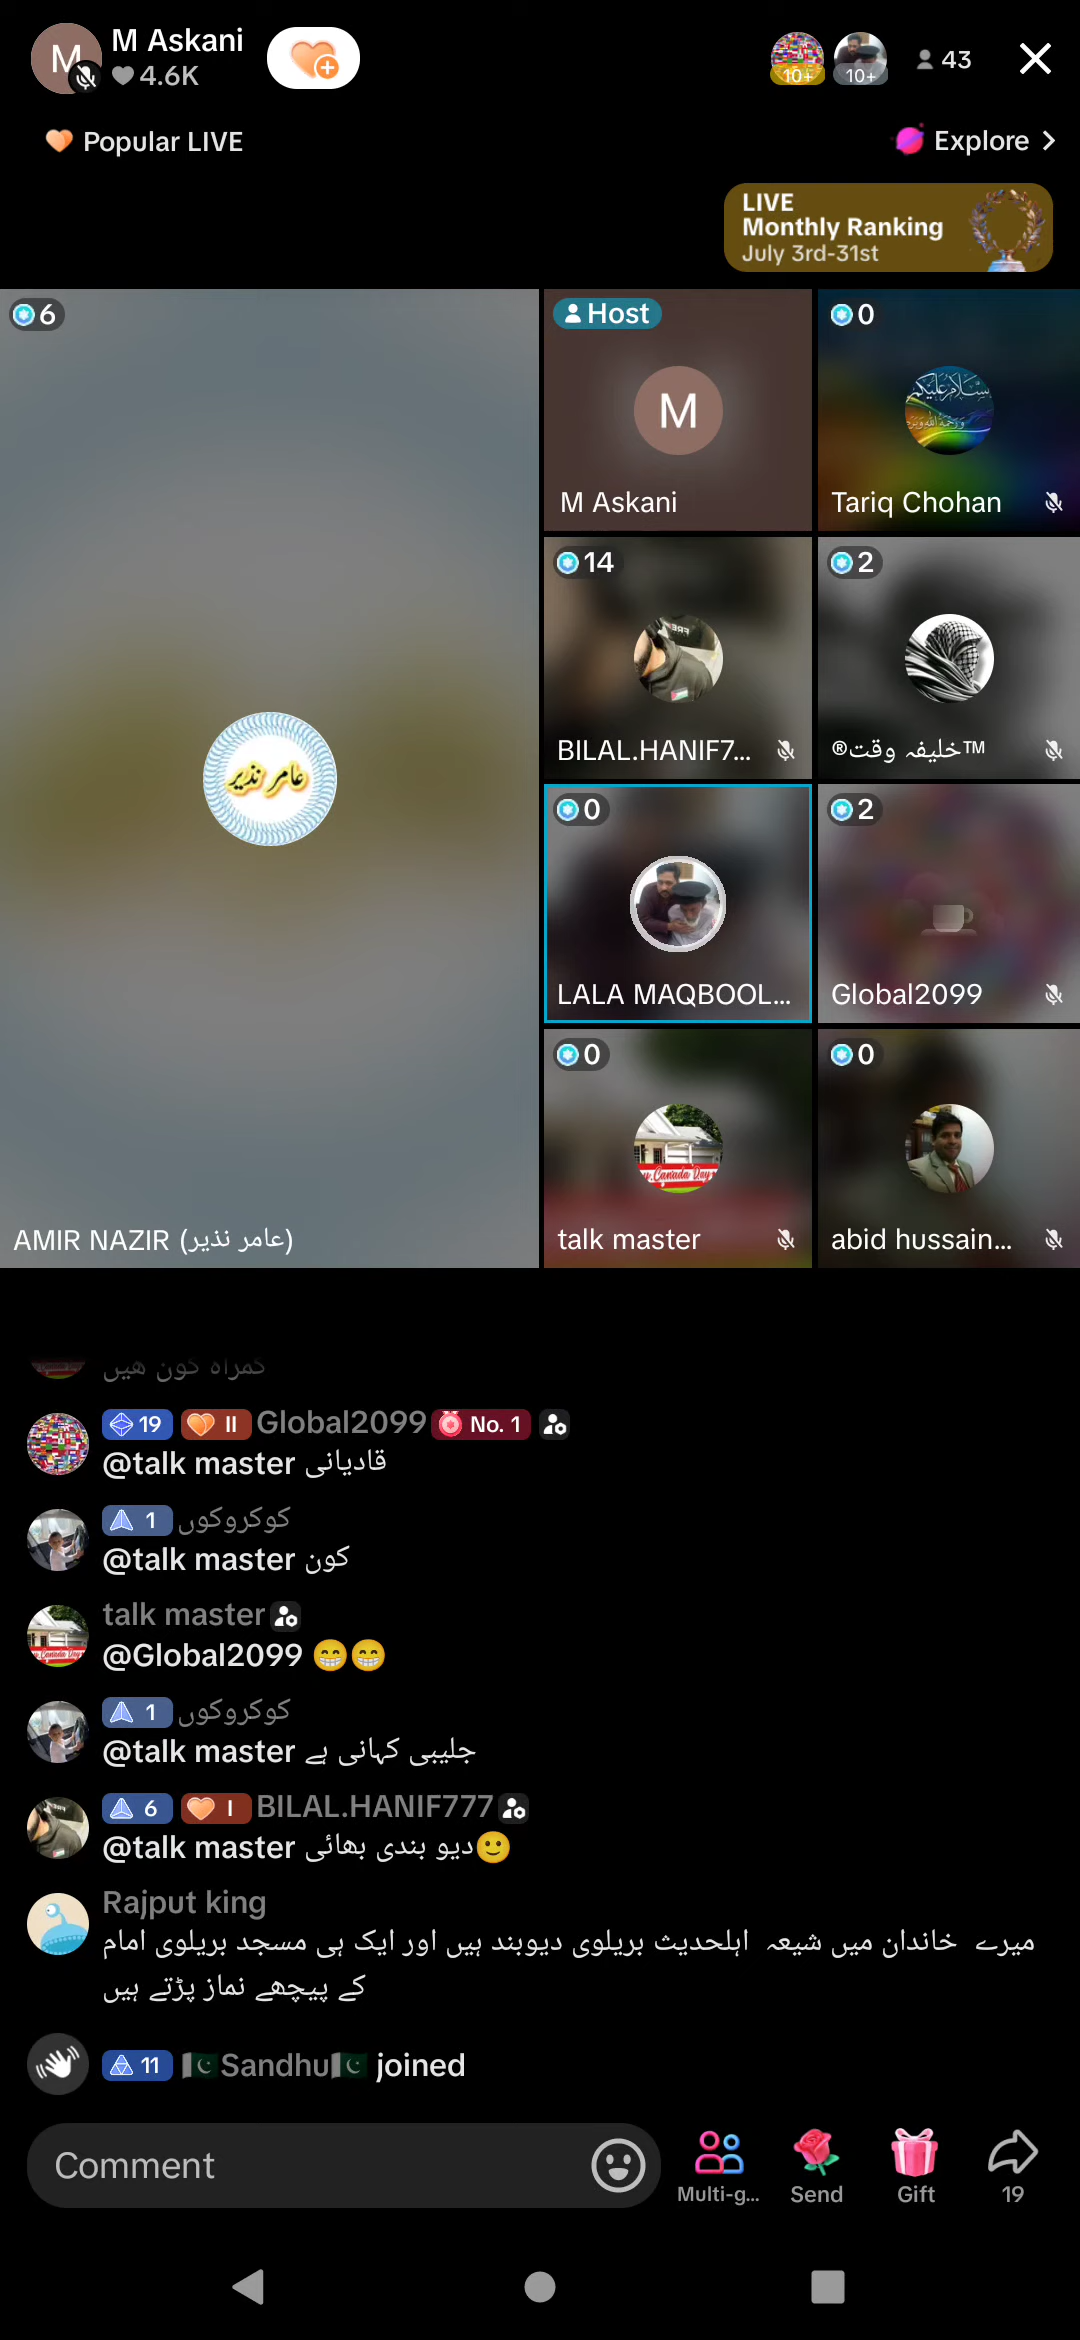 M Askani
4.6K
10+
10+
43
Popular LIVE
Explore
LIVE
Monthly Ranking
July 3rd-31st
6
عامر نذیر
AMIR NAZIR (عامر نذیر)
Host
M
M Askani
0
Tariq Chohan
14
BILAL.HANIF7...
2
®خلیفہ وقت™
0
LALA MAQBOOL...
2
Global2099
0
talk master
0
abid hussain...
گمراہ کون ھیں
19 II Global2099 No. 1
@talk master قادیانی
1 کوکروکوں
@talk master کون
talk master
@Global2099 😁😁
1 کوکروکوں
@talk master جلیبی کہانی ہے
6 I BILAL.HANIF777
@talk master دیو بندی بھائی🙂
Rajput king
میرے خاندان میں شیعہ اہلحدیث بریلوی دیوبند ہیں اور ایک ہی مسجد بریلوی امام
کے پیچھے نماز پڑتے ہیں
11 🇵🇰Sandhu🇵🇰 joined
Comment
Multi-g...
Send
Gift
19